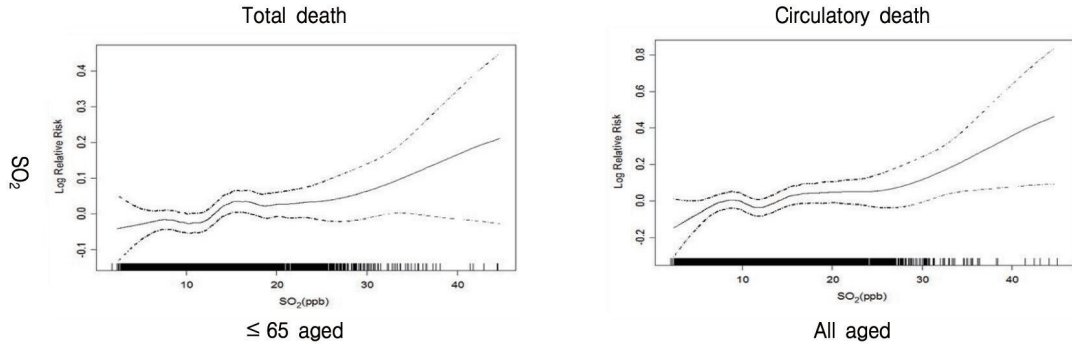 Total death
Circulatory death
SO₂
Log Relative Risk
0.4
0.3
0.2
0.1
0.0
-0.1
10
20
30
40
SO₂(ppb)
≤ 65 aged
Log Relative Risk
0.8
0.6
0.4
0.2
0.0
-0.2
10
20
30
40
SO₂(ppb)
All aged